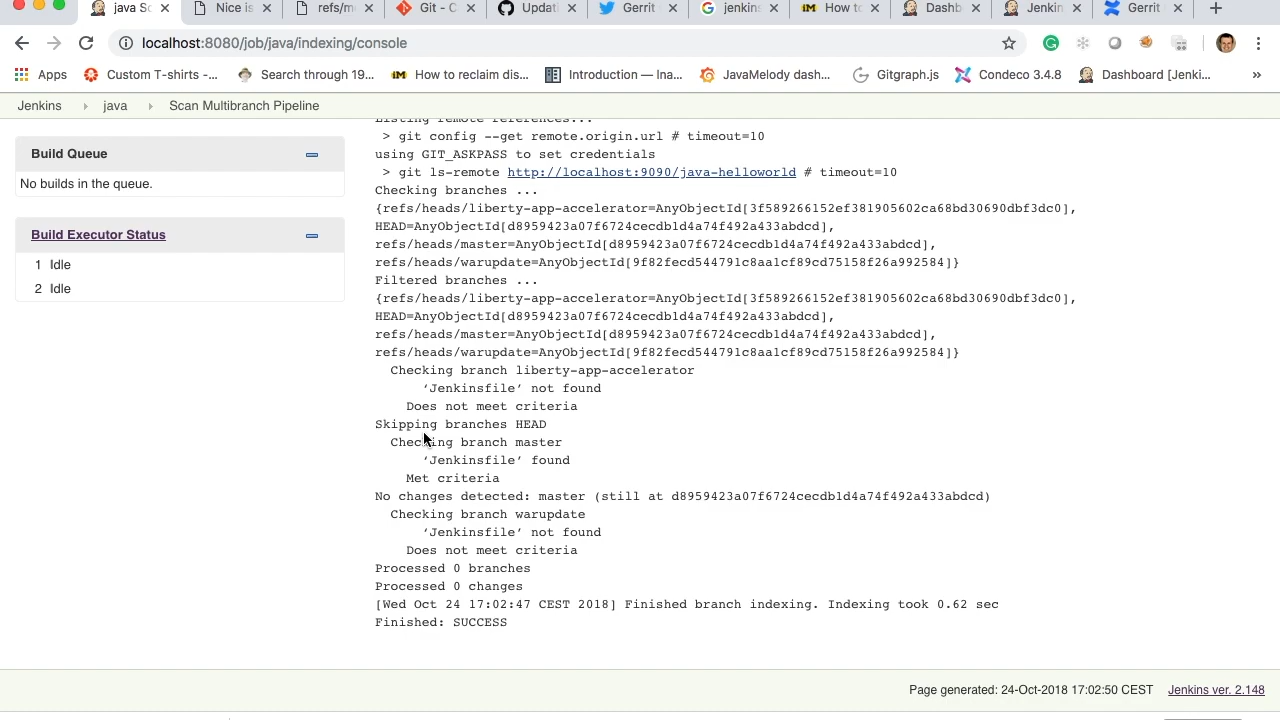 java Sc
Nice is
refs/m
Git - C
Updati
Gerrit
jenkins
How to
Dashb
Jenkin
Gerrit
localhost:8080/job/java/indexing/console
Apps
Custom T-shirts -...
Search through 19...
How to reclaim dis...
Introduction — Ina...
JavaMelody dash...
Gitgraph.js
Condeco 3.4.8
Dashboard [Jenki...
»
Jenkins
java
Scan Multibranch Pipeline
Build Queue
No builds in the queue.
Build Executor Status
1 Idle
2 Idle
Listing remote references...
> git config --get remote.origin.url # timeout=10
using GIT_ASKPASS to set credentials
> git ls-remote http://localhost:9090/java-helloworld # timeout=10
Checking branches ...
{refs/heads/liberty-app-accelerator=AnyObjectId[3f589266152ef381905602ca68bd30690dbf3dc0],
HEAD=AnyObjectId[d8959423a07f6724cecdb1d4a74f492a433abdcd],
refs/heads/master=AnyObjectId[d8959423a07f6724cecdb1d4a74f492a433abdcd],
refs/heads/warupdate=AnyObjectId[9f82fecd544791c8aa1cf89cd75158f26a992584]}
Filtered branches ...
{refs/heads/liberty-app-accelerator=AnyObjectId[3f589266152ef381905602ca68bd30690dbf3dc0],
HEAD=AnyObjectId[d8959423a07f6724cecdb1d4a74f492a433abdcd],
refs/heads/master=AnyObjectId[d8959423a07f6724cecdb1d4a74f492a433abdcd],
refs/heads/warupdate=AnyObjectId[9f82fecd544791c8aa1cf89cd75158f26a992584]}
Checking branch liberty-app-accelerator
‘Jenkinsfile’ not found
Does not meet criteria
Skipping branches HEAD
Checking branch master
‘Jenkinsfile’ found
Met criteria
No changes detected: master (still at d8959423a07f6724cecdb1d4a74f492a433abdcd)
Checking branch warupdate
‘Jenkinsfile’ not found
Does not meet criteria
Processed 0 branches
Processed 0 changes
[Wed Oct 24 17:02:47 CEST 2018] Finished branch indexing. Indexing took 0.62 sec
Finished: SUCCESS
Page generated: 24-Oct-2018 17:02:50 CEST
Jenkins ver. 2.148